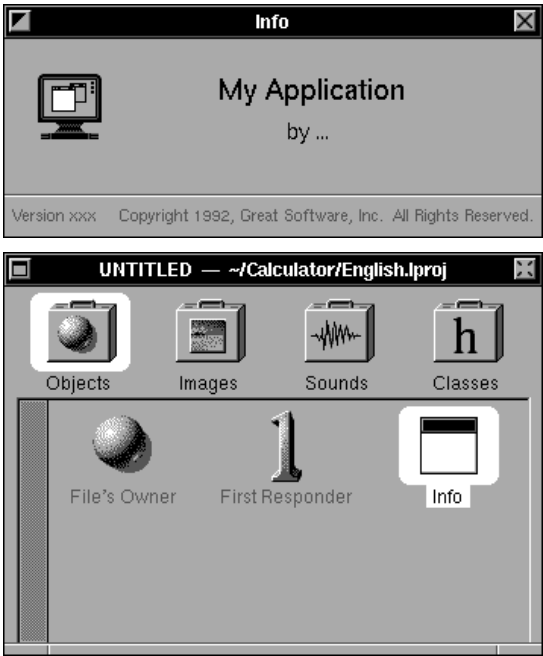 Info
My Application
by ...
Version xxx Copyright 1992, Great Software, Inc. All Rights Reserved.
UNTITLED — ~/Calculator/English.lproj
h
Objects Images Sounds Classes
1
File's Owner First Responder Info